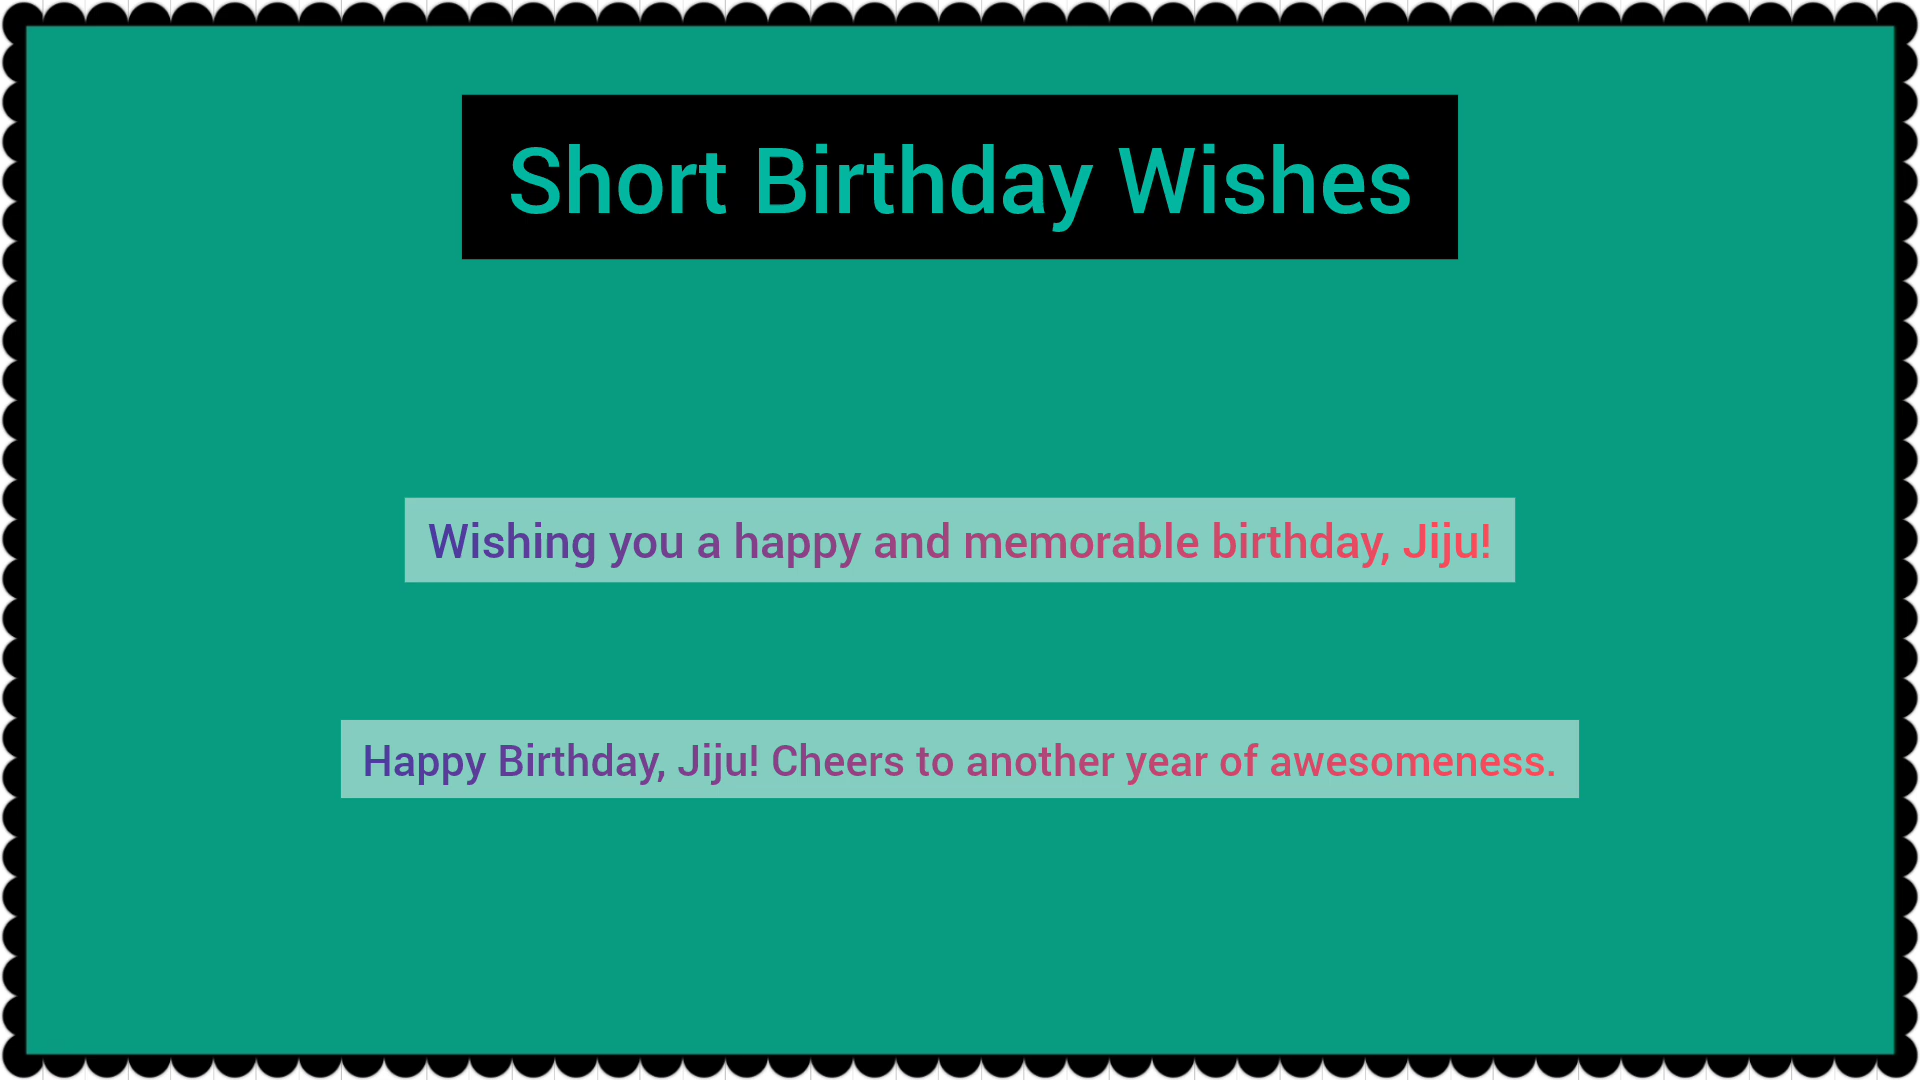 Short Birthday Wishes
Wishing you a happy and memorable birthday, Jiju!
Happy Birthday, Jiju! Cheers to another year of awesomeness.